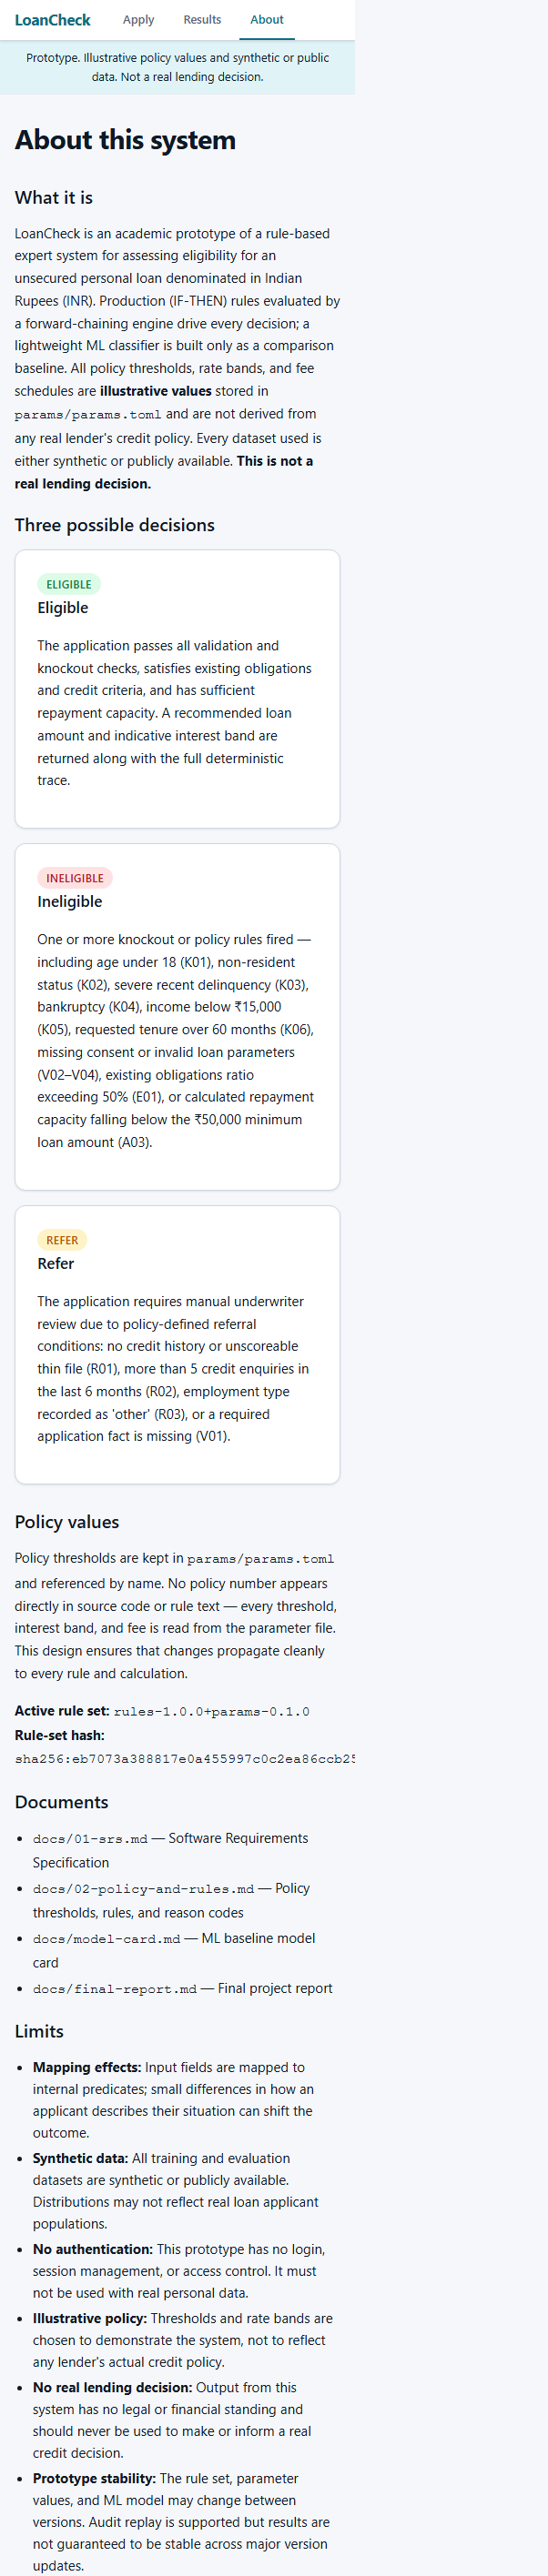 LoanCheck Apply Results About
Prototype. Illustrative policy values and synthetic or public
data. Not a real lending decision.
About this system
What it is
LoanCheck is an academic prototype of a rule-based
expert system for assessing eligibility for an
unsecured personal loan denominated in Indian
Rupees (INR). Production (IF-THEN) rules evaluated by
a forward-chaining engine drive every decision; a
lightweight ML classifier is built only as a comparison
baseline. All policy thresholds, rate bands, and fee
schedules are illustrative values stored in
params/params.toml and are not derived from
any real lender's credit policy. Every dataset used is
either synthetic or publicly available. This is not a
real lending decision.
Three possible decisions
ELIGIBLE
Eligible
The application passes all validation and
knockout checks, satisfies existing obligations
and credit criteria, and has sufficient
repayment capacity. A recommended loan
amount and indicative interest band are
returned along with the full deterministic
trace.
INELIGIBLE
Ineligible
One or more knockout or policy rules fired —
including age under 18 (K01), non-resident
status (K02), severe recent delinquency (K03),
bankruptcy (K04), income below ₹15,000
(K05), requested tenure over 60 months (K06),
missing consent or invalid loan parameters
(V02–V04), existing obligations ratio
exceeding 50% (E01), or calculated repayment
capacity falling below the ₹50,000 minimum
loan amount (A03).
REFER
Refer
The application requires manual underwriter
review due to policy-defined referral
conditions: no credit history or unscoreable
thin file (R01), more than 5 credit enquiries in
the last 6 months (R02), employment type
recorded as 'other' (R03), or a required
application fact is missing (V01).
Policy values
Policy thresholds are kept in params/params.toml
and referenced by name. No policy number appears
directly in source code or rule text — every threshold,
interest band, and fee is read from the parameter file.
This design ensures that changes propagate cleanly
to every rule and calculation.
Active rule set: rules-1.0.0+params-0.1.0
Rule-set hash:
sha256:eb7073a388817e0a455997c0c2ea86ccb25
Documents
• docs/01-srs.md — Software Requirements
Specification
• docs/02-policy-and-rules.md — Policy
thresholds, rules, and reason codes
• docs/model-card.md — ML baseline model
card
• docs/final-report.md — Final project report
Limits
• Mapping effects: Input fields are mapped to
internal predicates; small differences in how an
applicant describes their situation can shift the
outcome.
• Synthetic data: All training and evaluation
datasets are synthetic or publicly available.
Distributions may not reflect real loan applicant
populations.
• No authentication: This prototype has no login,
session management, or access control. It must
not be used with real personal data.
• Illustrative policy: Thresholds and rate bands are
chosen to demonstrate the system, not to reflect
any lender's actual credit policy.
• No real lending decision: Output from this
system has no legal or financial standing and
should never be used to make or inform a real
credit decision.
• Prototype stability: The rule set, parameter
values, and ML model may change between
versions. Audit replay is supported but results are
not guaranteed to be stable across major version
updates.